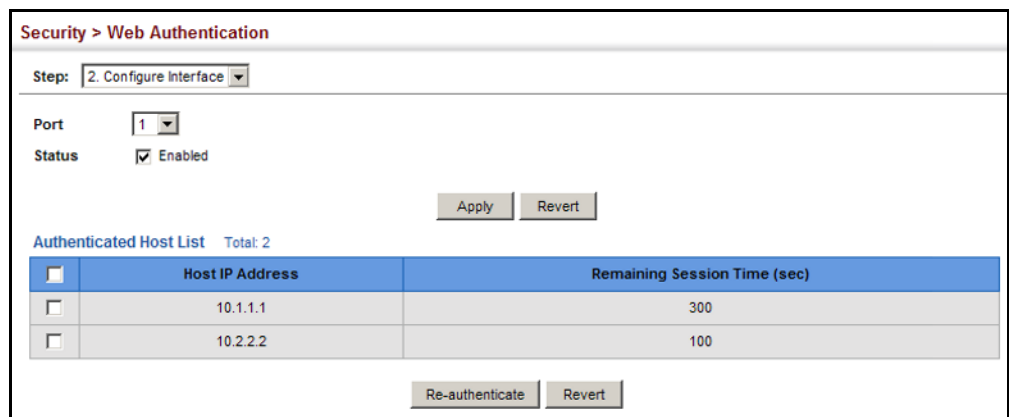 Security > Web Authentication
Step: 2. Configure Interface
Port 1
Status Enabled
Apply Revert
Authenticated Host List Total: 2
Host IP Address Remaining Session Time (sec)
10.1.1.1 300
10.2.2.2 100
Re-authenticate Revert